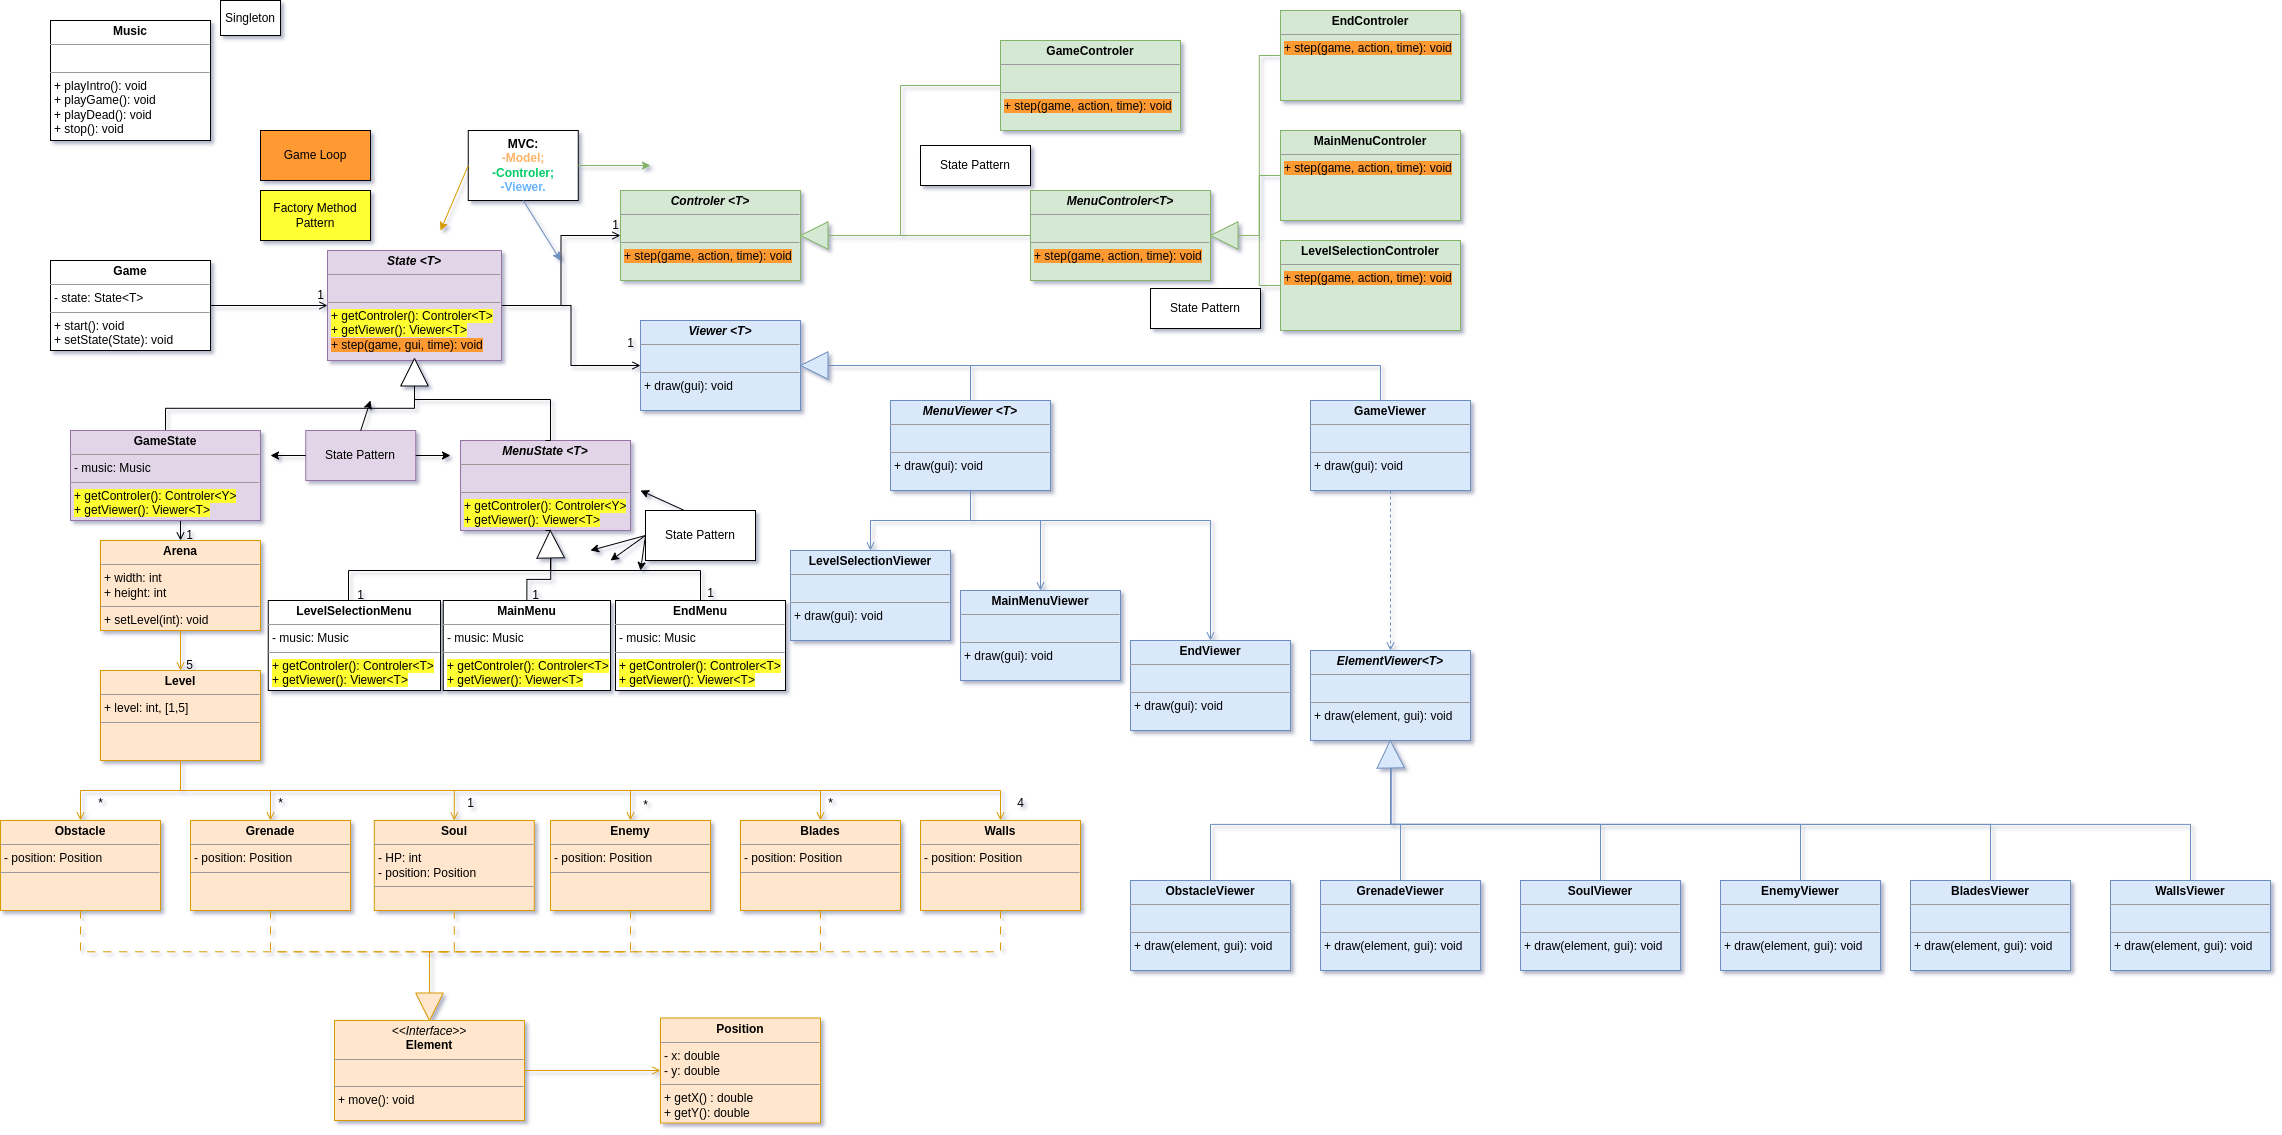 Singleton
Music
+ playIntro(): void
+ playGame(): void
+ playDead(): void
+ stop(): void
Game Loop
Factory Method
Pattern
MVC:
-Model;
-Controler;
-Viewer.
GameControler
+ step(game, action, time): void
State Pattern
EndControler
+ step(game, action, time): void
MainMenuControler
+ step(game, action, time): void
LevelSelectionControler
+ step(game, action, time): void
Controler <T>
+ step(game, action, time): void
1
MenuControler<T>
+ step(game, action, time): void
State Pattern
Game
- state: State<T>
+ start(): void
+ setState(State): void
1
State <T>
+ getControler(): Controler<T>
+ getViewer(): Viewer<T>
+ step(game, gui, time): void
1
Viewer <T>
+ draw(gui): void
GameState
- music: Music
+ getControler(): Controler<Y>
+ getViewer(): Viewer<T>
State Pattern
MenuState <T>
+ getControler(): Controler<Y>
+ getViewer(): Viewer<T>
State Pattern
MenuViewer <T>
+ draw(gui): void
GameViewer
+ draw(gui): void
1
Arena
+ width: int
+ height: int
+ setLevel(int): void
1
LevelSelectionMenu
- music: Music
+ getControler(): Controler<T>
+ getViewer(): Viewer<T>
1
MainMenu
- music: Music
+ getControler(): Controler<T>
+ getViewer(): Viewer<T>
1
EndMenu
- music: Music
+ getControler(): Controler<T>
+ getViewer(): Viewer<T>
LevelSelectionViewer
+ draw(gui): void
MainMenuViewer
+ draw(gui): void
EndViewer
+ draw(gui): void
ElementViewer<T>
+ draw(element, gui): void
5
Level
+ level: int, [1,5]
*
*
1
*
*
4
Obstacle
- position: Position
Grenade
- position: Position
Soul
- HP: int
- position: Position
Enemy
- position: Position
Blades
- position: Position
Walls
- position: Position
ObstacleViewer
+ draw(element, gui): void
GrenadeViewer
+ draw(element, gui): void
SoulViewer
+ draw(element, gui): void
EnemyViewer
+ draw(element, gui): void
BladesViewer
+ draw(element, gui): void
WallsViewer
+ draw(element, gui): void
<<Interface>>
Element
+ move(): void
Position
- x: double
- y: double
+ getX() : double
+ getY(): double